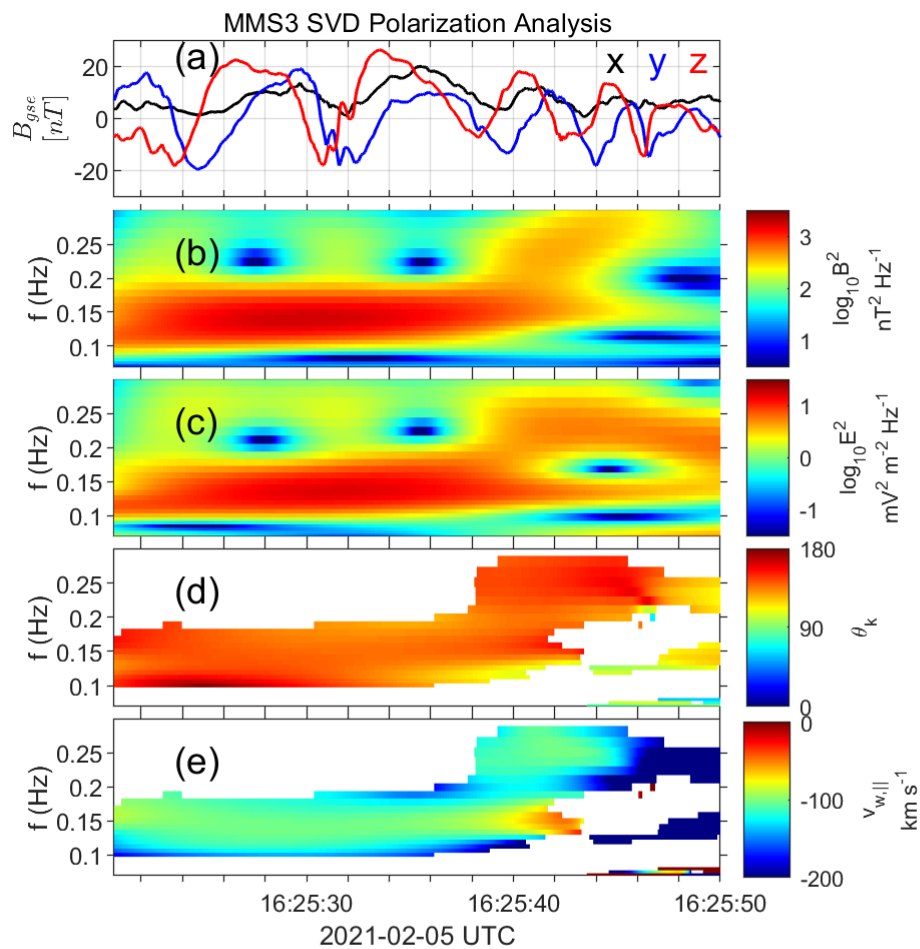 MMS3 SVD Polarization Analysis
(a)
x y z
B_gse
[nT]
20
0
-20
(b)
f (Hz)
0.25
0.2
0.15
0.1
3
2
1
log10B²
nT² Hz⁻¹
(c)
f (Hz)
0.25
0.2
0.15
0.1
1
0
-1
log10E²
mV² m⁻² Hz⁻¹
(d)
f (Hz)
0.25
0.2
0.15
0.1
180
90
0
θk
(e)
f (Hz)
0.25
0.2
0.15
0.1
0
-100
-200
v_w,||
km s⁻¹
16:25:30 16:25:40 16:25:50
2021-02-05 UTC